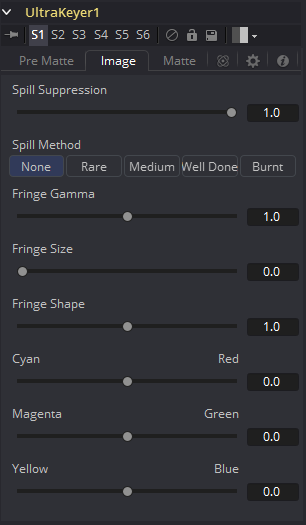 UltraKeyer1
S1 S2 S3 S4 S5 S6
Pre Matte Image Matte
Spill Suppression
1.0
Spill Method
None Rare Medium Well Done Burnt
Fringe Gamma
1.0
Fringe Size
0.0
Fringe Shape
1.0
Cyan Red
0.0
Magenta Green
0.0
Yellow Blue
0.0